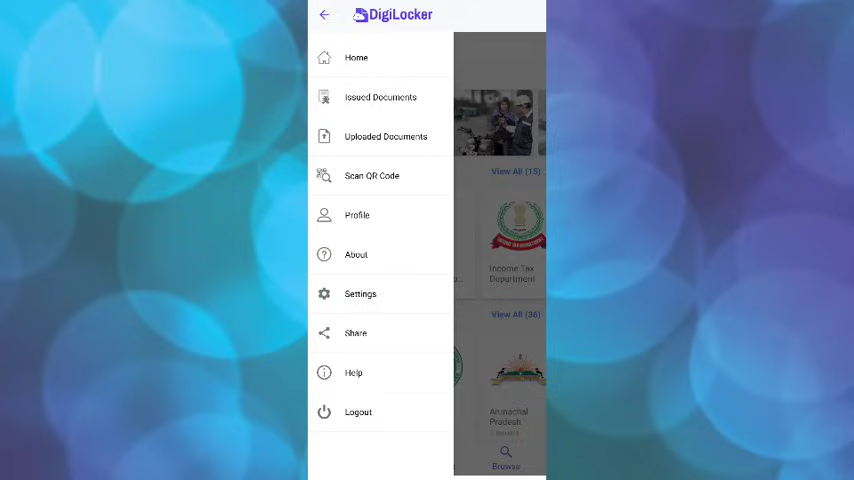 DigiLocker
Home
Issued Documents
Uploaded Documents
Scan QR Code
Profile
About
Settings
Share
Help
Logout
View All (15)
Income Tax
Department
View All (36)
Arunachal
Pradesh
Browse